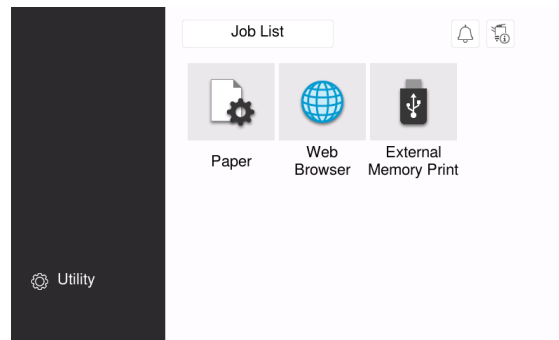 Job List
Paper
Web
Browser
External
Memory Print
Utility